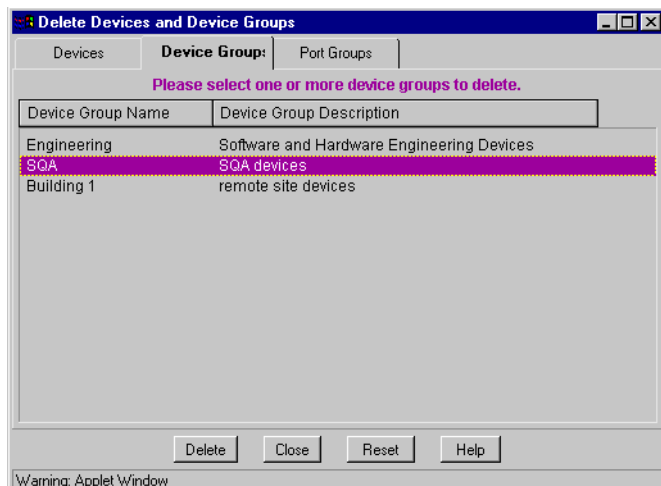 Delete Devices and Device Groups
Devices Device Groups Port Groups
Please select one or more device groups to delete.
Device Group Name Device Group Description
Engineering Software and Hardware Engineering Devices
SQA SQA devices
Building 1 remote site devices
Delete Close Reset Help
Warning: Applet Window